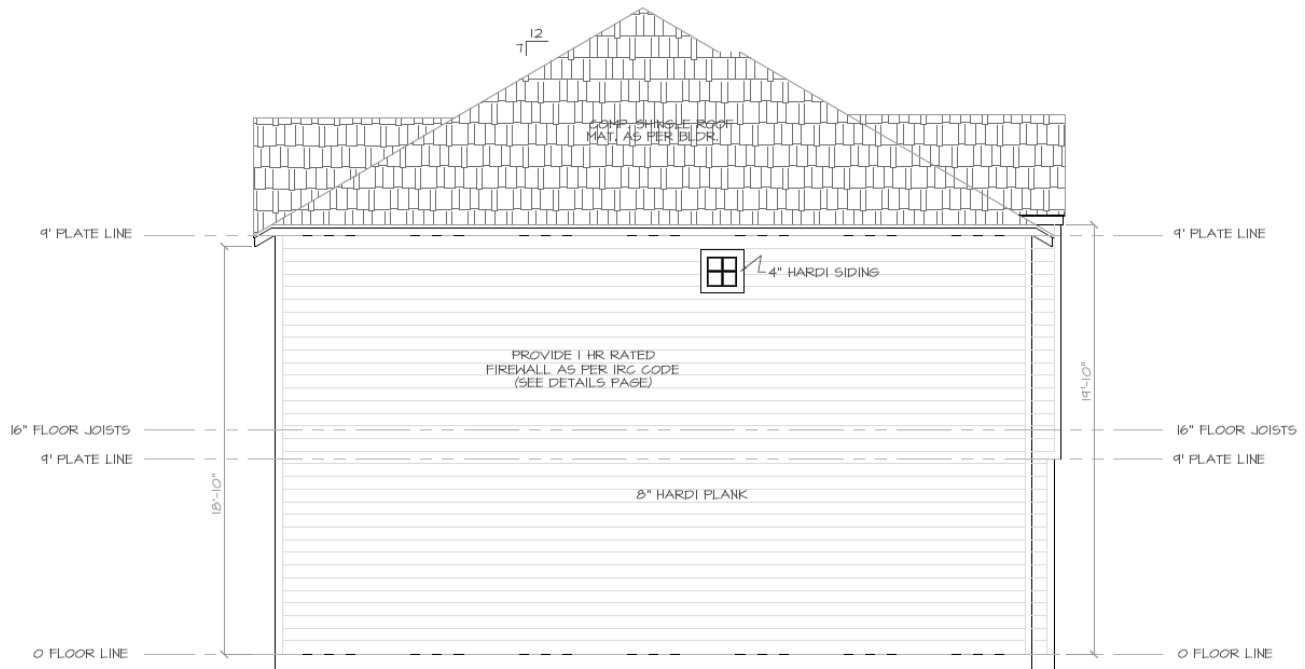 12
7
COMP. SHINGLE ROOF
MAT. AS PER BLDR.
9' PLATE LINE
9' PLATE LINE
4" HARDI SIDING
PROVIDE 1 HR RATED
FIREWALL AS PER IRC CODE
(SEE DETAILS PAGE)
19'-10"
16" FLOOR JOISTS
16" FLOOR JOISTS
9' PLATE LINE
9' PLATE LINE
18'-10"
8" HARDI PLANK
0 FLOOR LINE
0 FLOOR LINE